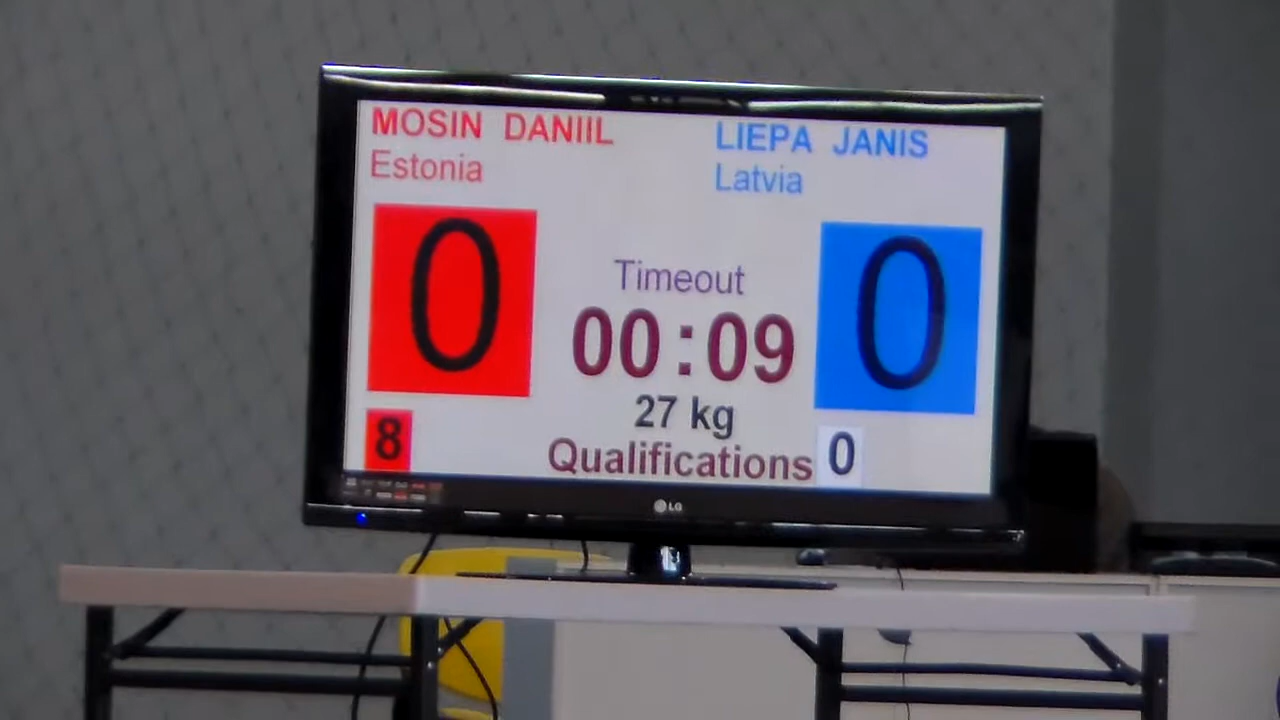 MOSIN DANIIL
Estonia
LIEPA JANIS
Latvia
0
Timeout
00:09
0
27 kg
8
Qualifications
0
LG